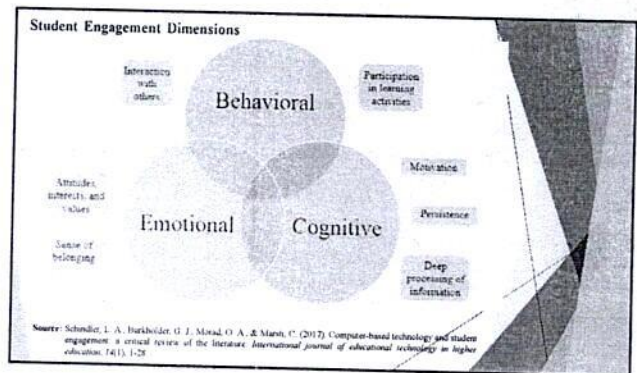 Student Engagement Dimensions
Interaction
with
others
Behavioral
Participation
in learning
activities
Attitudes,
interests, and
values
Emotional
Sense of
belonging
Cognitive
Motivation
Persistence
Deep
processing of
information
Source: Schindler, L. A., Burkholder, G. J., Morad, O. A., & Marsh, C. (2017). Computer-based technology and student
engagement: a critical review of the literature. International journal of educational technology in higher
education, 14(1), 1-28